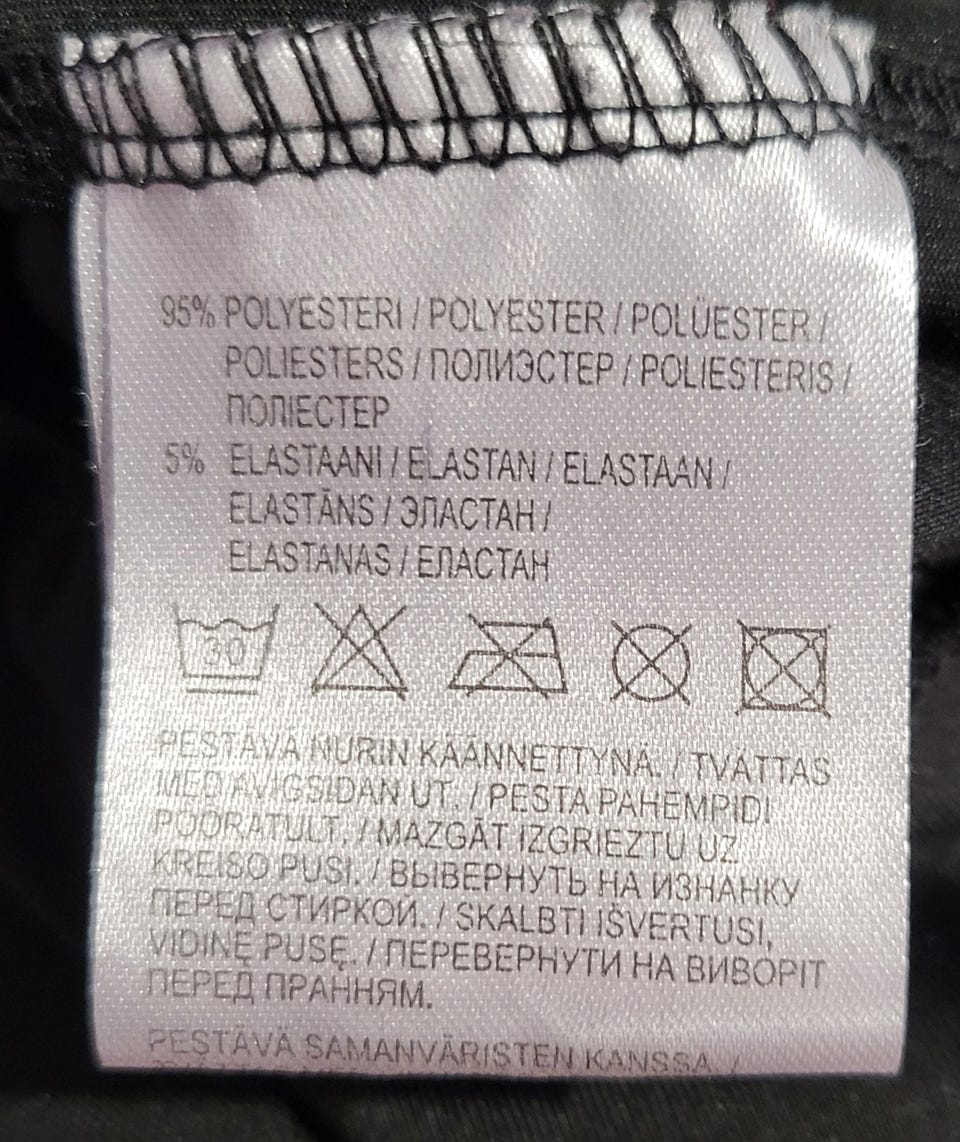 95% POLYESTERI / POLYESTER / POLÜESTER /
POLIESTERS / ПОЛИЭСТЕР / POLIESTERIS /
ПОЛІЕСТЕР
5% ELASTAANI / ELASTAN / ELASTAAN /
ELASTĀNS / ЭЛАСТАН /
ELASTANAS / ЕЛАСТАН
30
PESTÄVÄ NURIN KÄÄNNETTYNÄ. / TVÄTTAS
MED AVIGSIDAN UT. / PESTA PAHEMPIDI
PÖÖRATULT. / MAZGĀT IZGRIEZTU UZ
KREISO PUSI. / ВЫВЕРНУТЬ НА ИЗНАНКУ
ПЕРЕД СТИРКОЙ. / SKALBTI IŠVERTUSI,
VIDINĘ PUSĘ. / ПЕРЕВЕРНУТИ НА ВИВОРІТ
ПЕРЕД ПРАННЯМ.
PESTÄVÄ SAMANVÄRISTEN KANSSA. /